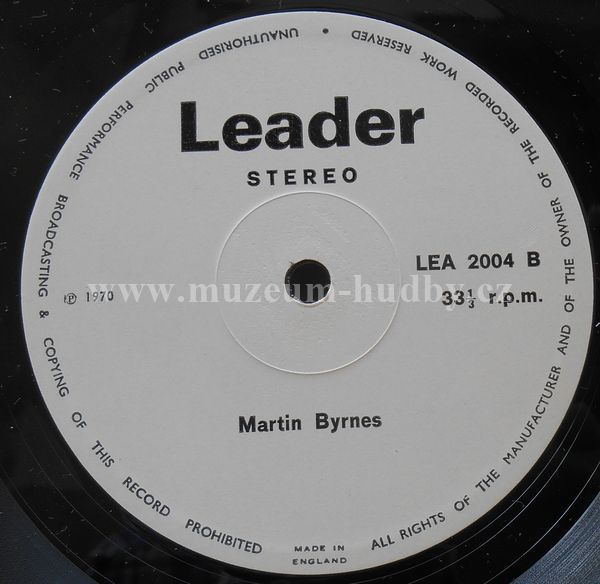 Leader
STEREO
LEA 2004 B
℗ 1970
33⅓ r.p.m.
Martin Byrnes
MADE IN
ENGLAND
ALL RIGHTS OF THE MANUFACTURER AND OF THE OWNER OF THE RECORDED WORK RESERVED • UNAUTHORISED PUBLIC PERFORMANCE BROADCASTING & COPYING OF THIS RECORD PROHIBITED
www.muzeum-hudby.cz